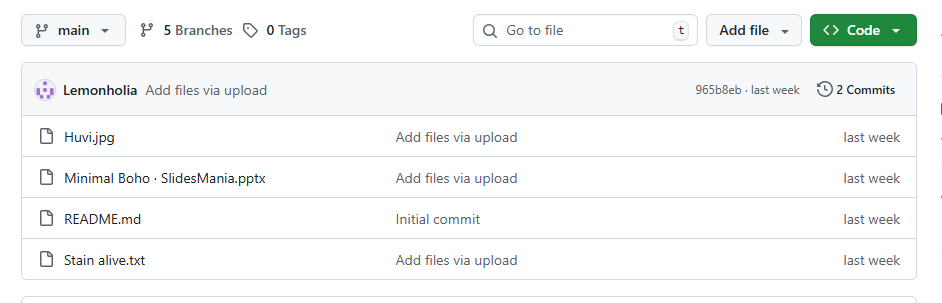 main 5 Branches 0 Tags Go to file t Add file Code
Lemonholia Add files via upload 965b8eb · last week 2 Commits
Huvi.jpg Add files via upload last week
Minimal Boho · SlidesMania.pptx Add files via upload last week
README.md Initial commit last week
Stain alive.txt Add files via upload last week